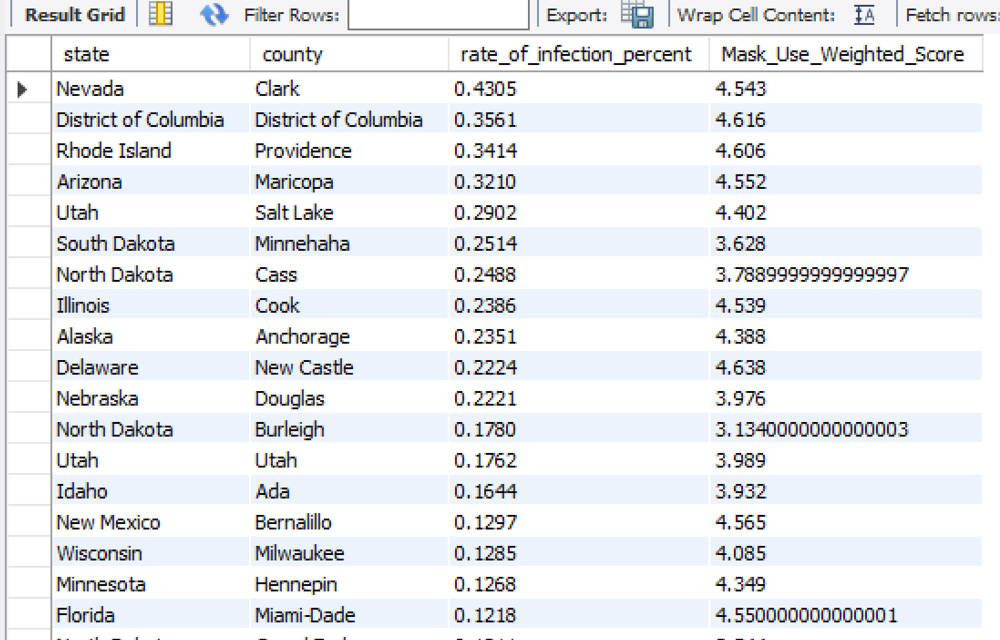 Result Grid Filter Rows: Export: Wrap Cell Content: Fetch rows:
state county rate_of_infection_percent Mask_Use_Weighted_Score
Nevada Clark 0.4305 4.543
District of Columbia District of Columbia 0.3561 4.616
Rhode Island Providence 0.3414 4.606
Arizona Maricopa 0.3210 4.552
Utah Salt Lake 0.2902 4.402
South Dakota Minnehaha 0.2514 3.628
North Dakota Cass 0.2488 3.7889999999999997
Illinois Cook 0.2386 4.539
Alaska Anchorage 0.2351 4.388
Delaware New Castle 0.2224 4.638
Nebraska Douglas 0.2221 3.976
North Dakota Burleigh 0.1780 3.1340000000000003
Utah Utah 0.1762 3.989
Idaho Ada 0.1644 3.932
New Mexico Bernalillo 0.1297 4.565
Wisconsin Milwaukee 0.1285 4.085
Minnesota Hennepin 0.1268 4.349
Florida Miami-Dade 0.1218 4.550000000000001